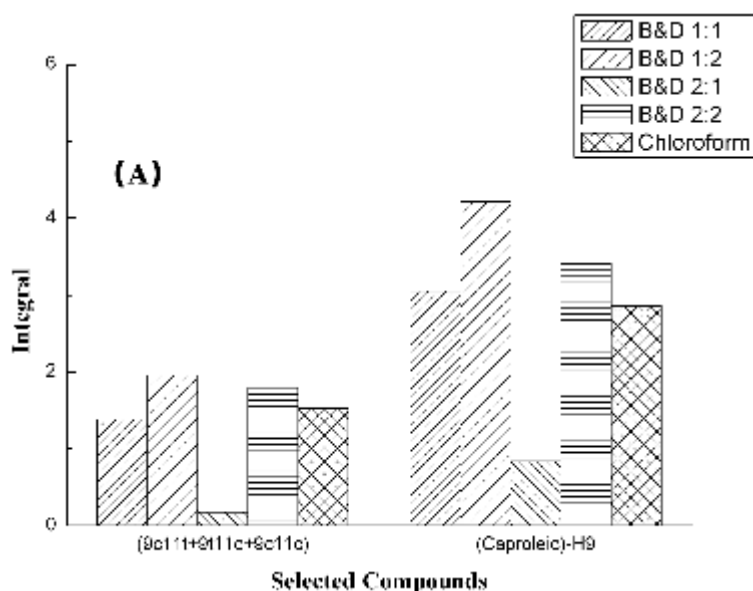 B&D 1:1
B&D 1:2
B&D 2:1
B&D 2:2
Chloroform
(A)
6
4
2
0
Integral
(9c11t+9t11c+9c11c) (Caproleic)-H9
Selected Compounds